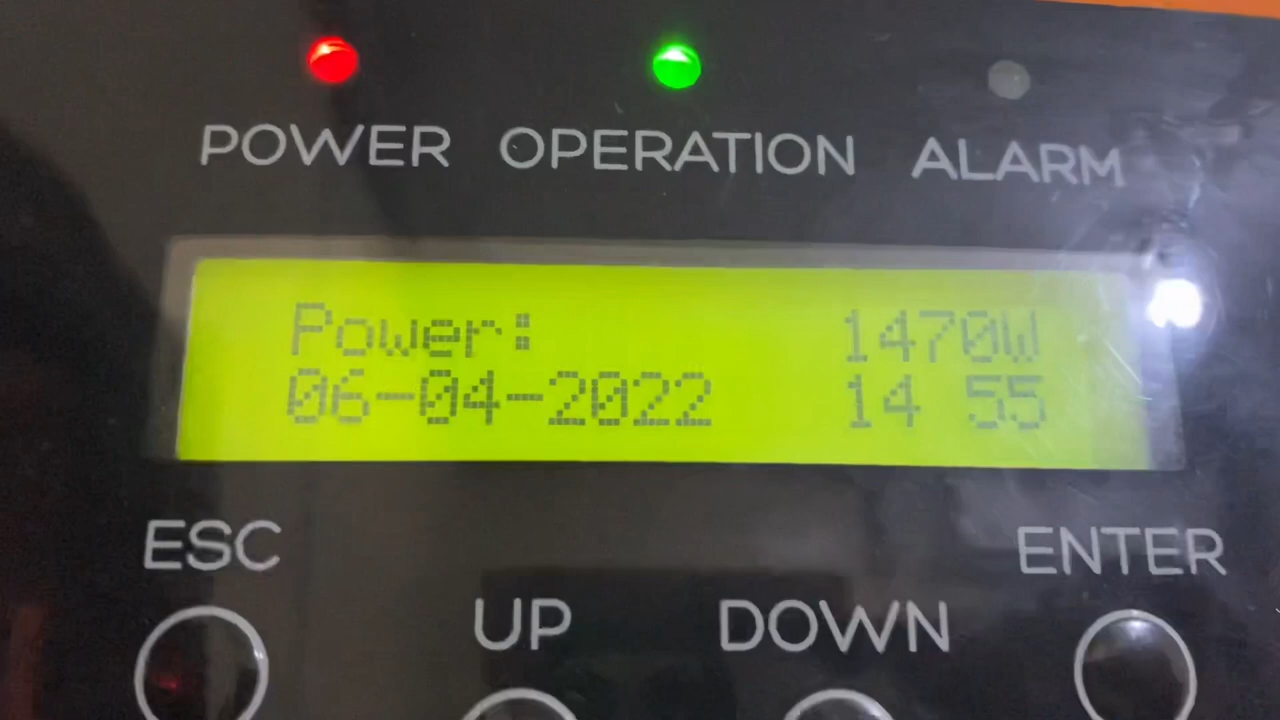 POWER OPERATION ALARM
Power: 1470W
06-04-2022 14 55
ESC ENTER
UP DOWN